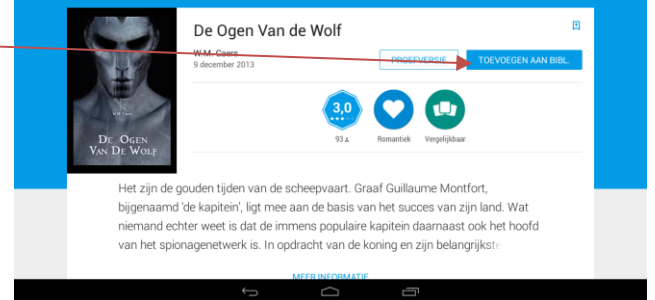 De Ogen Van de Wolf
W.M. Caers
9 december 2013
PROEFVERSIE
TOEVOEGEN AAN BIBL.
W.M. Caers
DE OGEN
VAN DE WOLF
3,0
93
Romantiek
Vergelijkbaar
Het zijn de gouden tijden van de scheepvaart. Graaf Guillaume Montfort,
bijgenaamd 'de kapitein', ligt mee aan de basis van het succes van zijn land. Wat
niemand echter weet is dat de immens populaire kapitein daarnaast ook het hoofd
van het spionagenetwerk is. In opdracht van de koning en zijn belangrijkste
MEER INFORMATIE